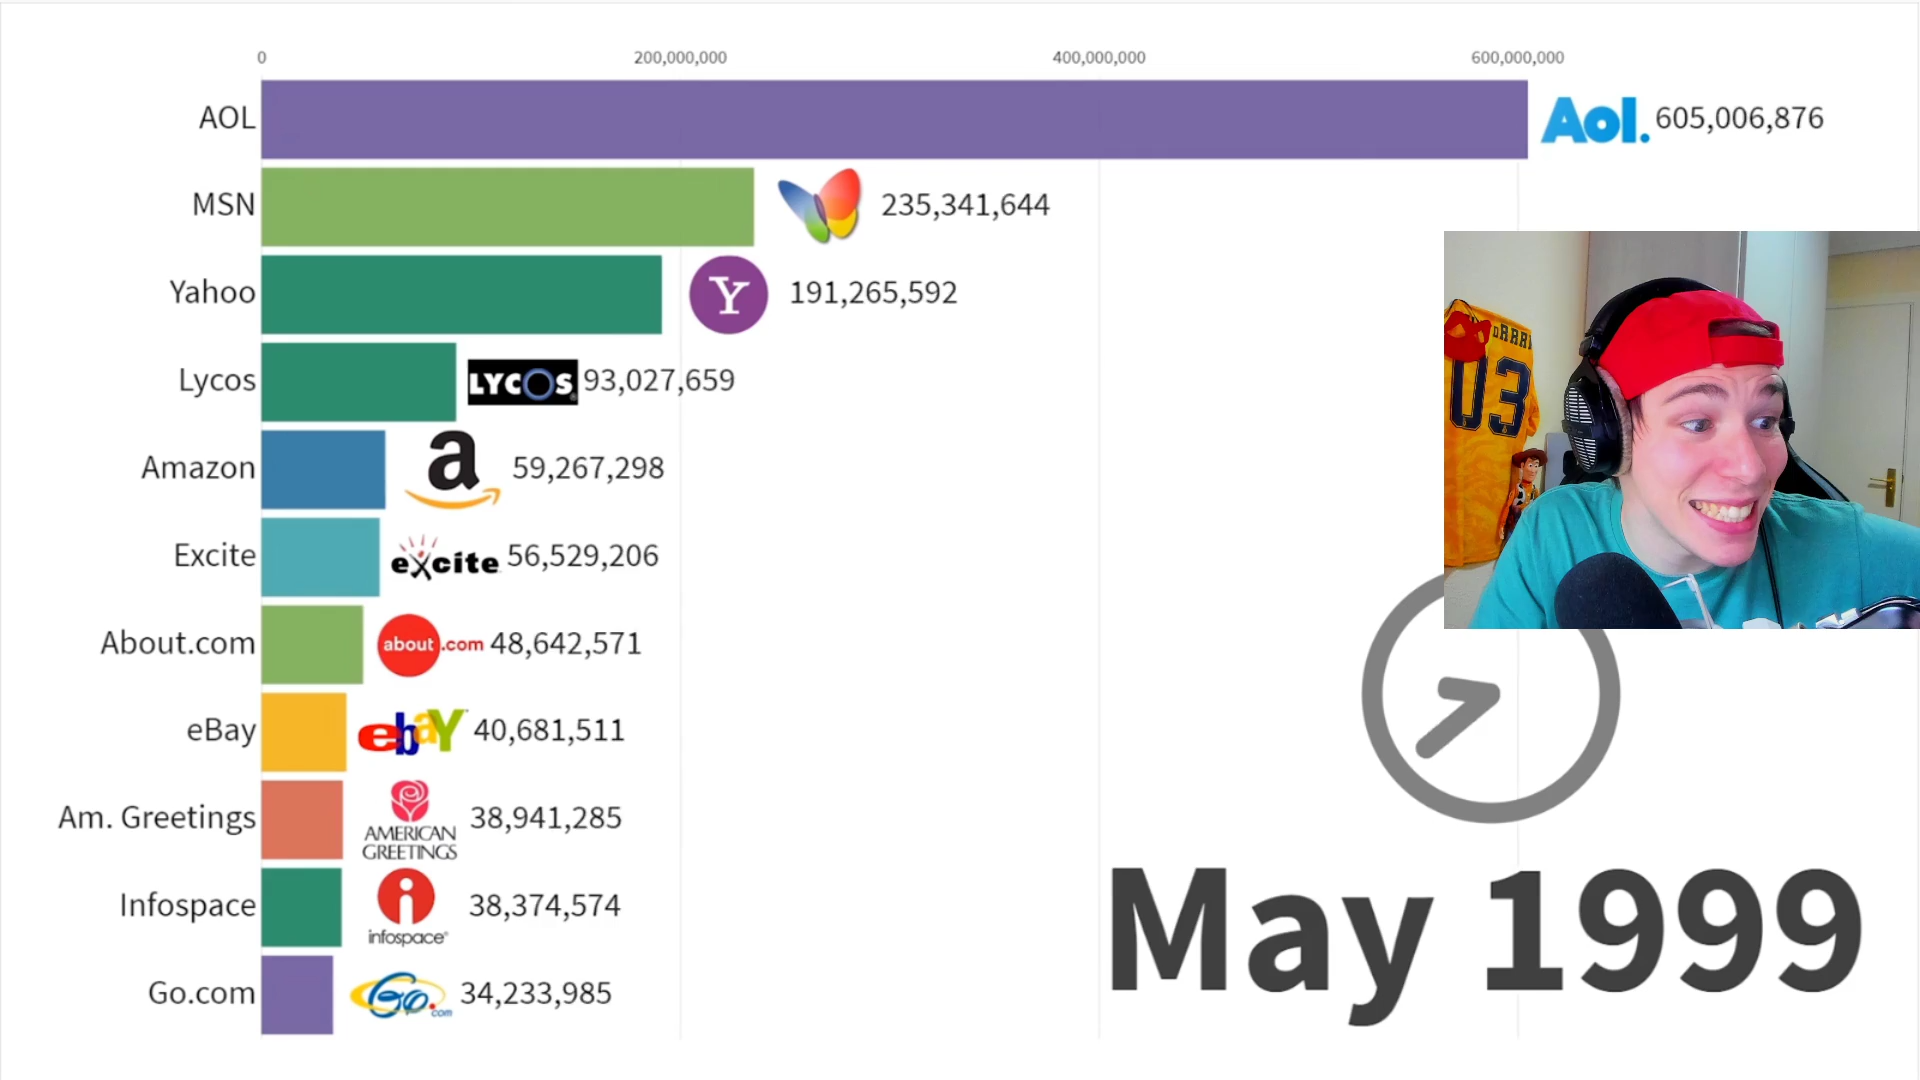 0 200,000,000 400,000,000 600,000,000
AOL Aol. 605,006,876
MSN 235,341,644
Yahoo Y 191,265,592
Lycos LYCOS 93,027,659
Amazon a 59,267,298
Excite excite 56,529,206
About.com about.com 48,642,571
eBay ebaY 40,681,511
Am. Greetings AMERICAN GREETINGS 38,941,285
Infospace i infospace 38,374,574
Go.com Go.com 34,233,985
03
May 1999